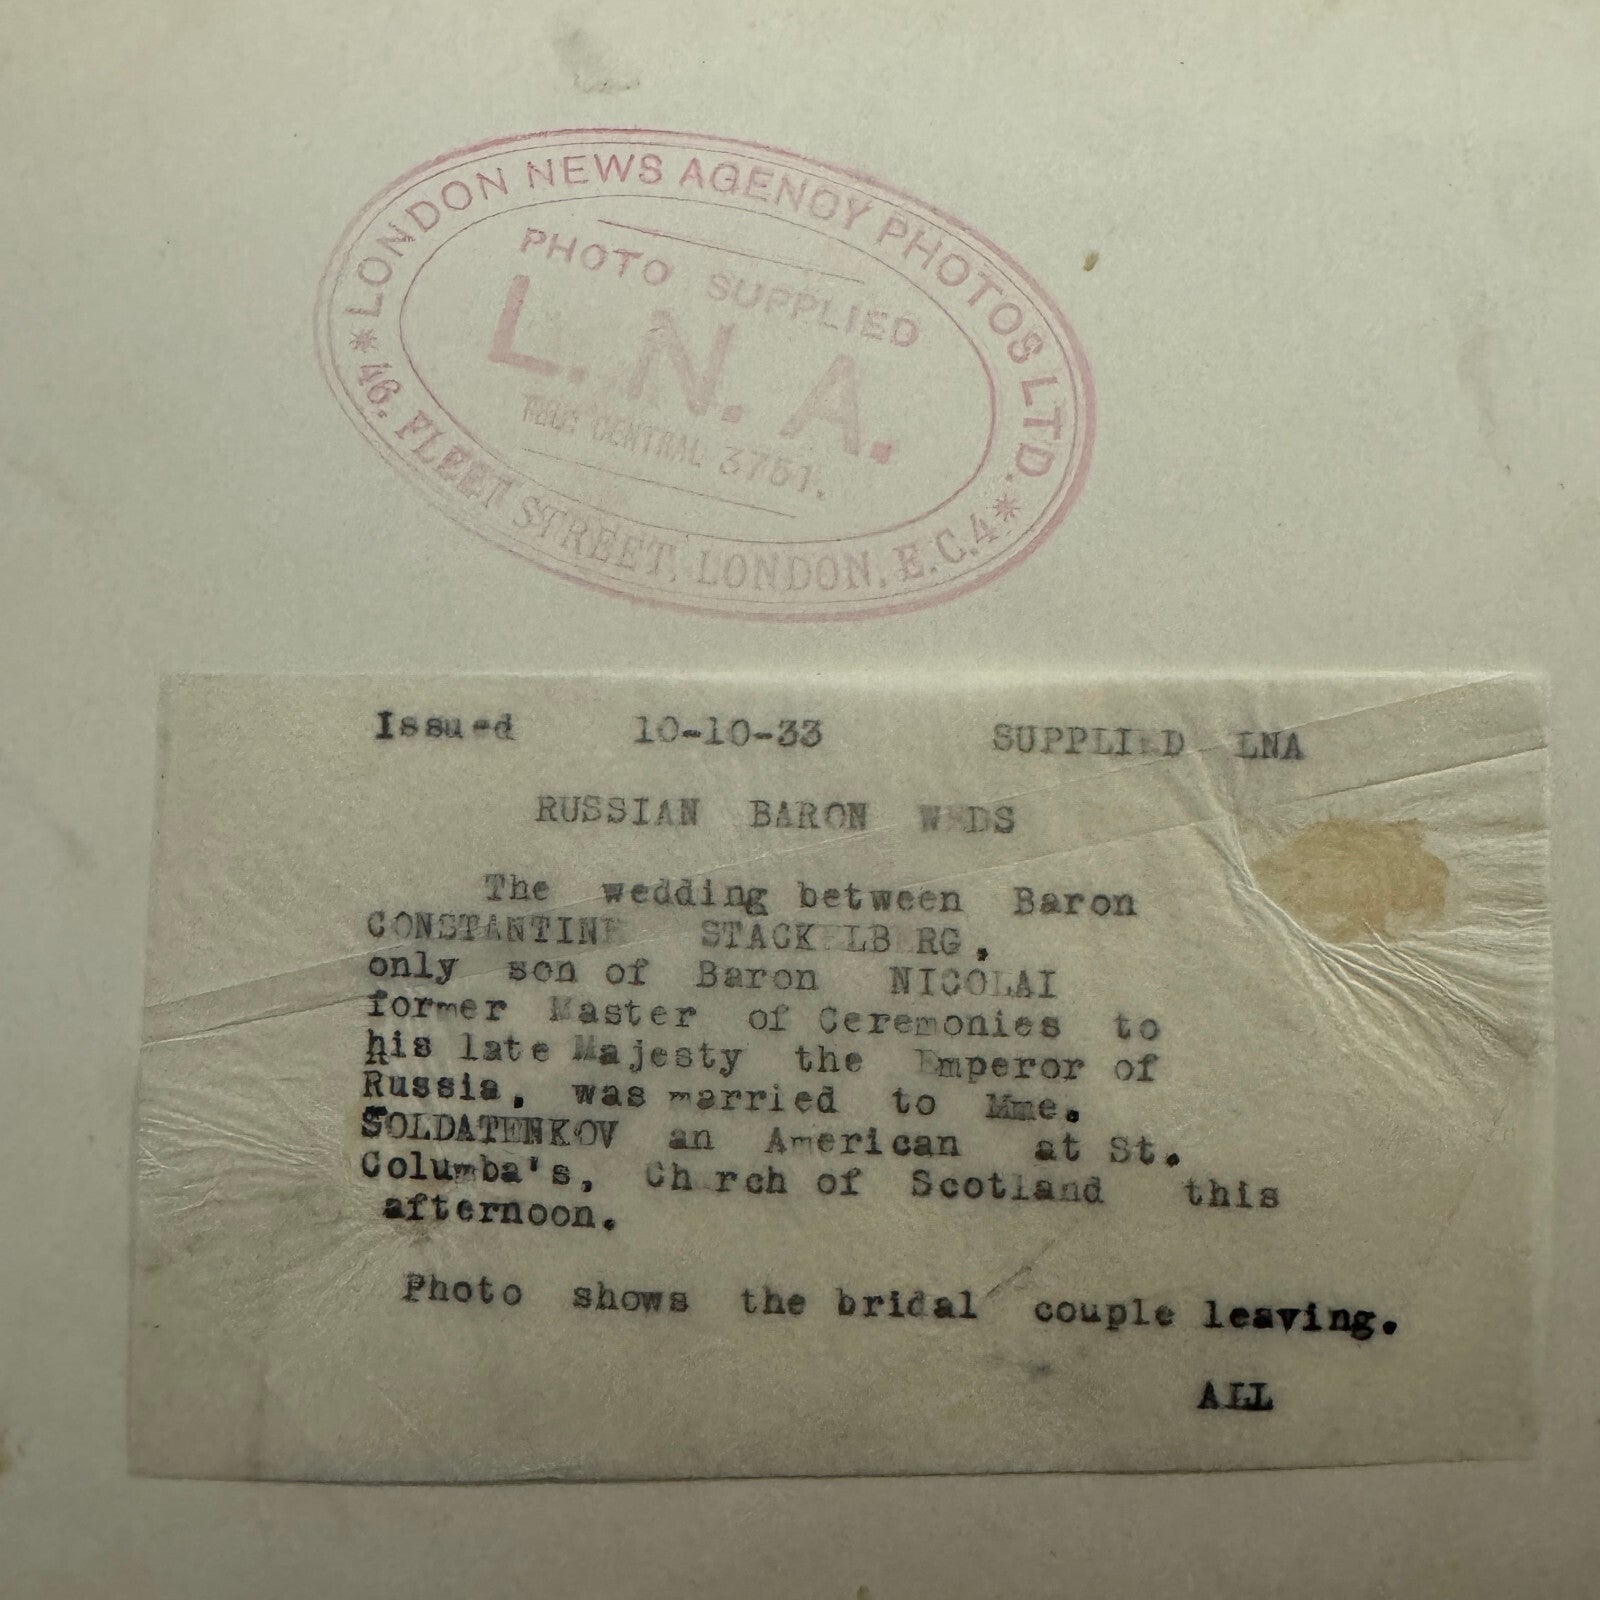 LONDON NEWS AGENCY PHOTOS LTD.
PHOTO SUPPLIED
L.N.A.
TEL: CENTRAL 3751.
* 46, FLEET STREET, LONDON, E.C.4 *
Issued 10-10-33 SUPPLIED LNA
RUSSIAN BARON WEDS
The wedding between Baron
CONSTANTINE STACKELBERG,
only son of Baron NICOLAI
former Master of Ceremonies to
his late Majesty the Emperor of
Russia, was married to Mme.
SOLDATENKOV an American at St.
Columba's, Church of Scotland this
afternoon.
Photo shows the bridal couple leaving.
ALL